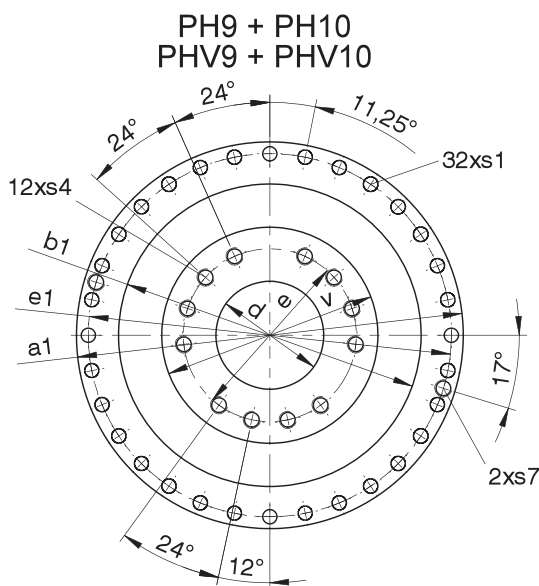 PH9 + PH10
PHV9 + PHV10
24°
24°
11,25°
32xs1
12xs4
b1
e1
a1
d
e
v
17°
2xs7
24°
12°